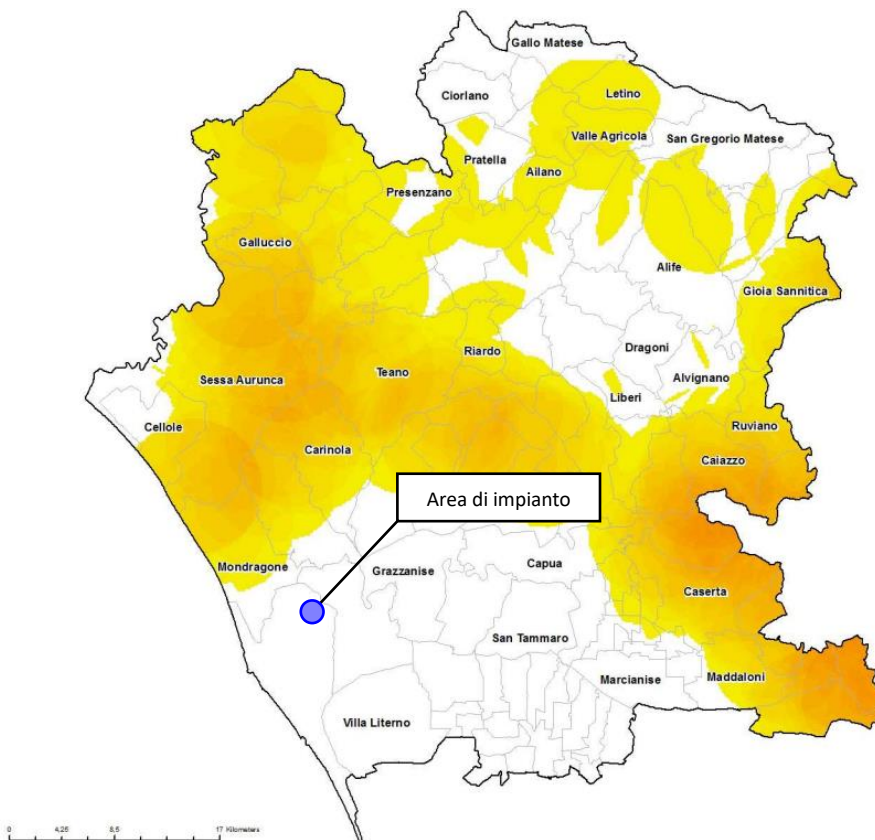 Gallo Matese
Ciorlano
Letino
Valle Agricola
San Gregorio Matese
Pratella
Ailano
Presenzano
Galluccio
Alife
Gioia Sannitica
Riardo
Dragoni
Teano
Sessa Aurunca
Alvignano
Liberi
Cellole
Ruviano
Carinola
Caiazzo
Area di impianto
Mondragone
Grazzanise
Capua
Caserta
San Tammaro
Marcianise
Maddaloni
Villa Literno
0 4,25 8,5 17 Kilometers